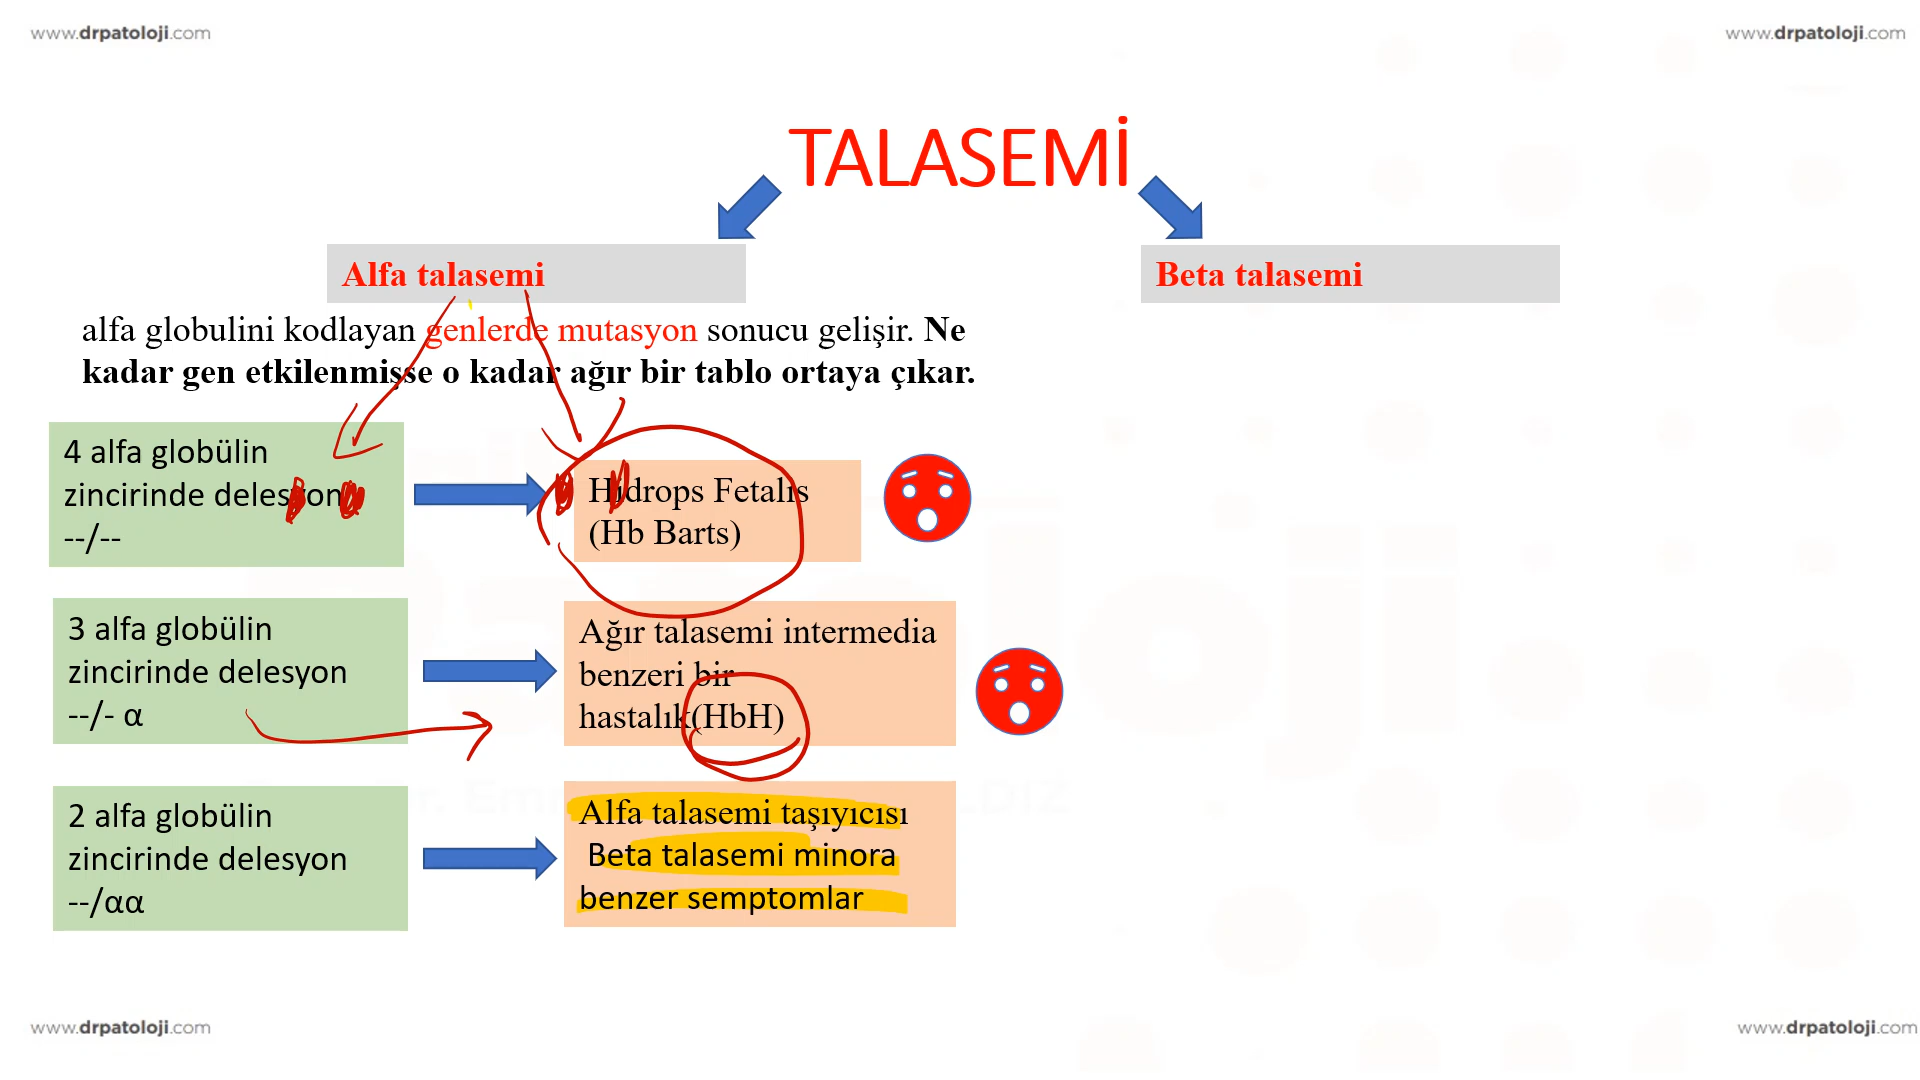 www.drpatoloji.com
www.drpatoloji.com
TALASEMİ
Alfa talasemi
alfa globulini kodlayan genlerde mutasyon sonucu gelişir. Ne
kadar gen etkilenmişse o kadar ağır bir tablo ortaya çıkar.
4 alfa globülin
zincirinde delesyon
--/--
Hidrops Fetalıs
(Hb Barts)
3 alfa globülin
zincirinde delesyon
--/- α
Ağır talasemi intermedia
benzeri bir
hastalık(HbH)
2 alfa globülin
zincirinde delesyon
--/αα
Alfa talasemi taşıyıcısı
Beta talasemi minora
benzer semptomlar
Beta talasemi
www.drpatoloji.com
www.drpatoloji.com